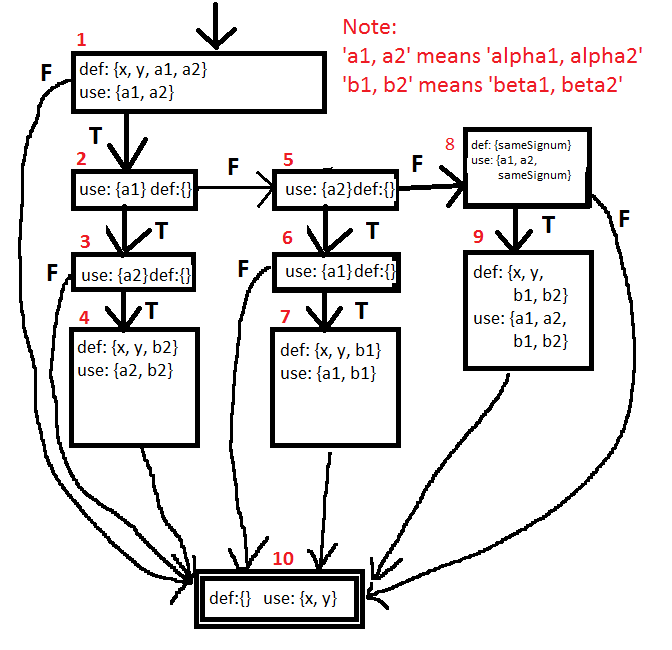 Note:
'a1, a2' means 'alpha1, alpha2'
'b1, b2' means 'beta1, beta2'
1
def: {x, y, a1, a2}
use: {a1, a2}
F
T
2
use: {a1} def:{}
F
5
use: {a2}def:{}
F
8
def: {sameSignum}
use: {a1, a2,
sameSignum}
T
F
T
3
use: {a2}def:{}
F
T
6
use: {a1}def:{}
F
T
9
def: {x, y,
b1, b2}
use: {a1, a2,
b1, b2}
T
4
def: {x, y, b2}
use: {a2, b2}
7
def: {x, y, b1}
use: {a1, b1}
10
def:{} use: {x, y}